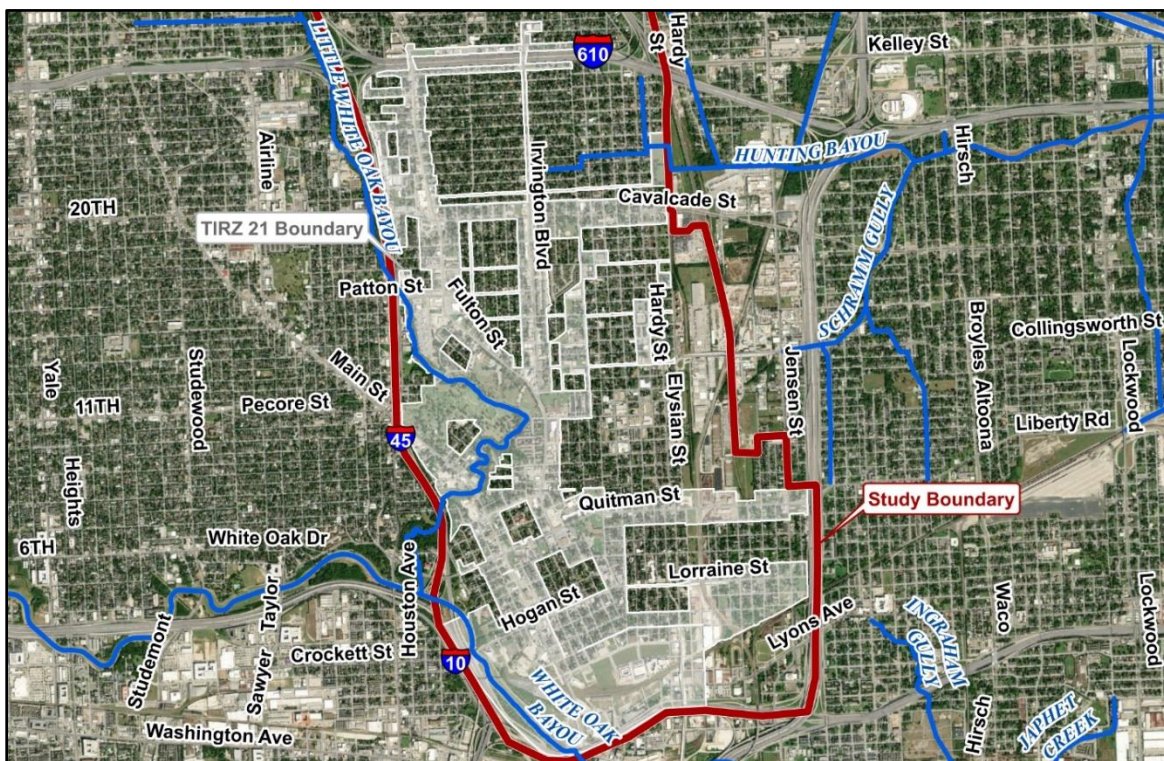 Kelley St
610
Hardy
St
LITTLE WHITE OAK BAYOU
Airline
Irvington Blvd
HUNTING BAYOU
Hirsch
20TH
Cavalcade St
TIRZ 21 Boundary
SCHRAMM GULLY
Patton St
Fulton St
Hardy St
Collingsworth St
Broyles
Yale
Studewood
Main St
Jensen St
Lockwood
11TH
Pecore St
Elysian St
Altoona
Liberty Rd
45
Heights
Quitman St
Study Boundary
6TH
White Oak Dr
Houston Ave
Lorraine St
Taylor
Hogan St
Lyons Ave
Waco
Lockwood
INGRAHAM
GULLY
Studemont
Sawyer
Crockett St
10
WHITE OAK
BAYOU
Washington Ave
Hirsch
JAPHET
CREEK